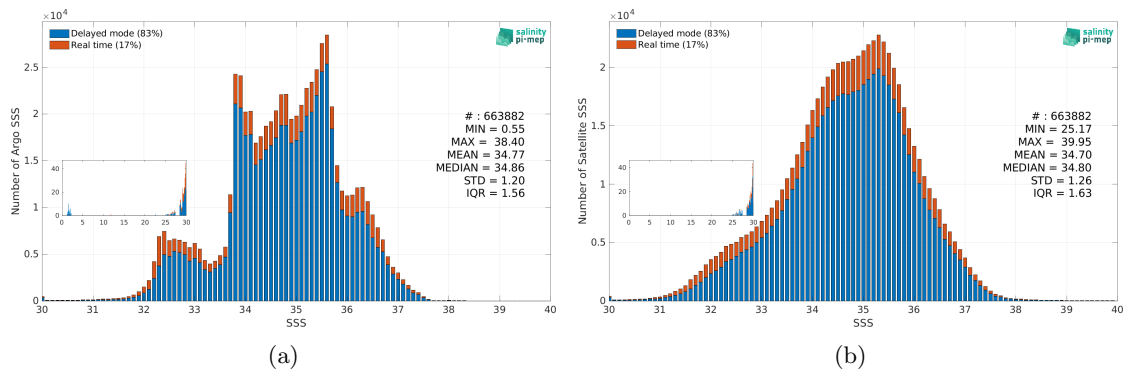 ×10⁴
Delayed mode (83%)
Real time (17%)
salinity
pi-mep
# : 663882
MIN = 0.55
MAX = 38.40
MEAN = 34.77
MEDIAN = 34.86
STD = 1.20
IQR = 1.56
Number of Argo SSS
2.5
2
1.5
1
0.5
0
40
20
0
0 5 10 15 20 25 30
30 31 32 33 34 35 36 37 38 39 40
SSS
(a)
×10⁴
Delayed mode (83%)
Real time (17%)
salinity
pi-mep
# : 663882
MIN = 25.17
MAX = 39.95
MEAN = 34.70
MEDIAN = 34.80
STD = 1.26
IQR = 1.63
Number of Satellite SSS
2
1.5
1
0.5
0
40
20
0
0 5 10 15 20 25 30
30 31 32 33 34 35 36 37 38 39 40
SSS
(b)